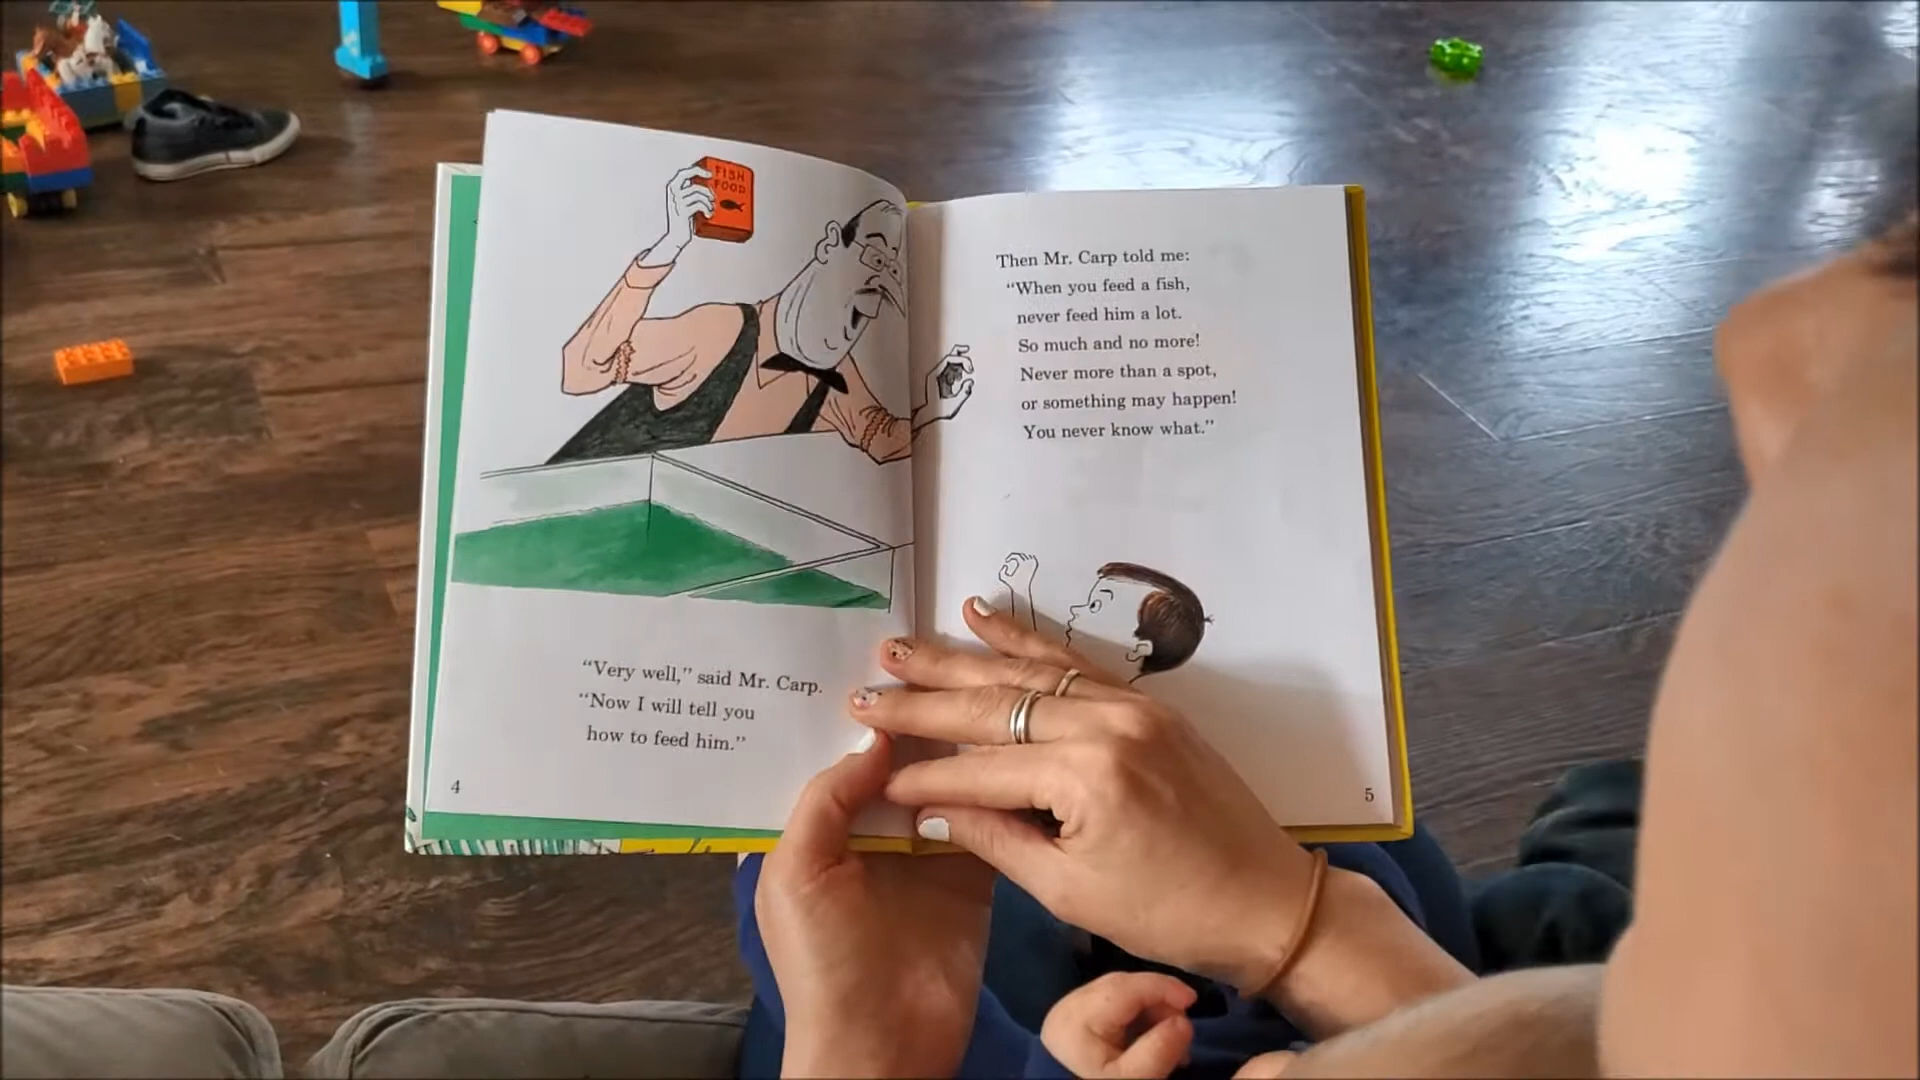 FISH
FOOD
“Very well,” said Mr. Carp.
“Now I will tell you
how to feed him.”
4
Then Mr. Carp told me:
“When you feed a fish,
never feed him a lot.
So much and no more!
Never more than a spot,
or something may happen!
You never know what.”
5